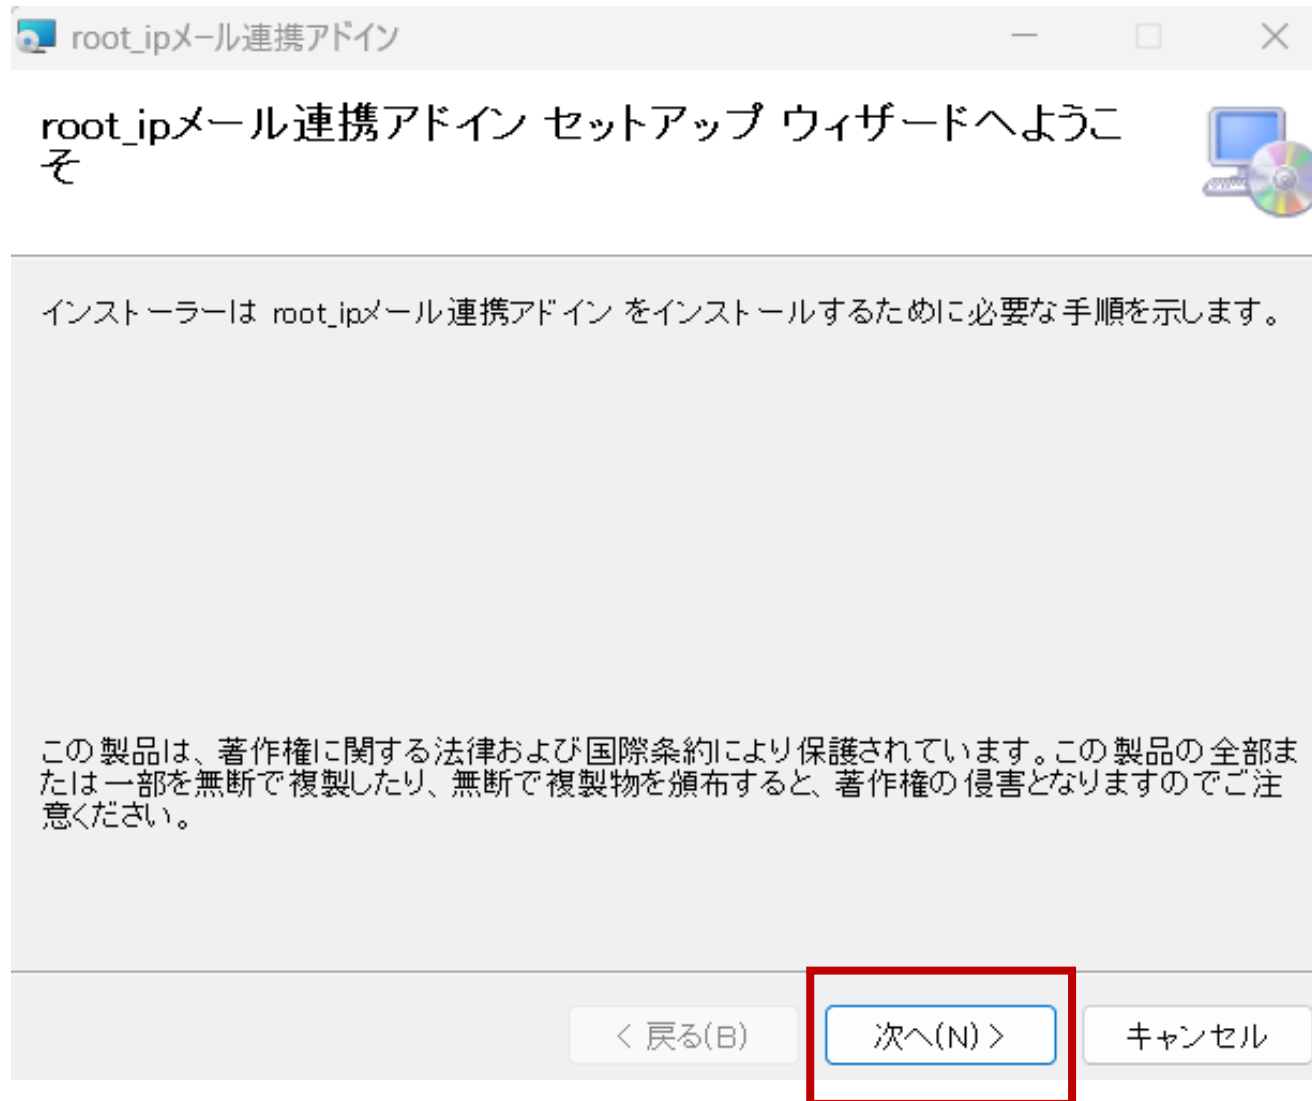 root_ipメール連携アドイン
root_ipメール連携アドイン セットアップ ウィザードへようこ
そ
インストーラーは root_ipメール連携アドイン をインストールするために必要な手順を示します。
この製品は、著作権に関する法律および国際条約により保護されています。この製品の全部ま
たは一部を無断で複製したり、無断で複製物を頒布すると、著作権の侵害となりますのでご注
意ください。
< 戻る(B) 次へ(N) > キャンセル